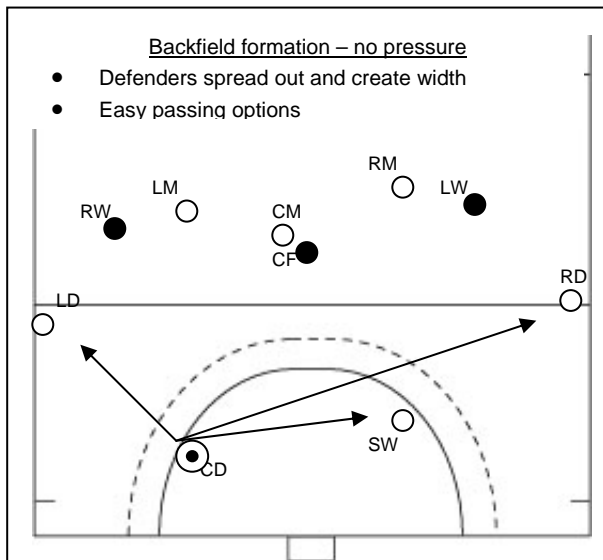 Backfield formation – no pressure
● Defenders spread out and create width
● Easy passing options
RM
LM
LW
RW
CM
CF
RD
LD
SW
CD